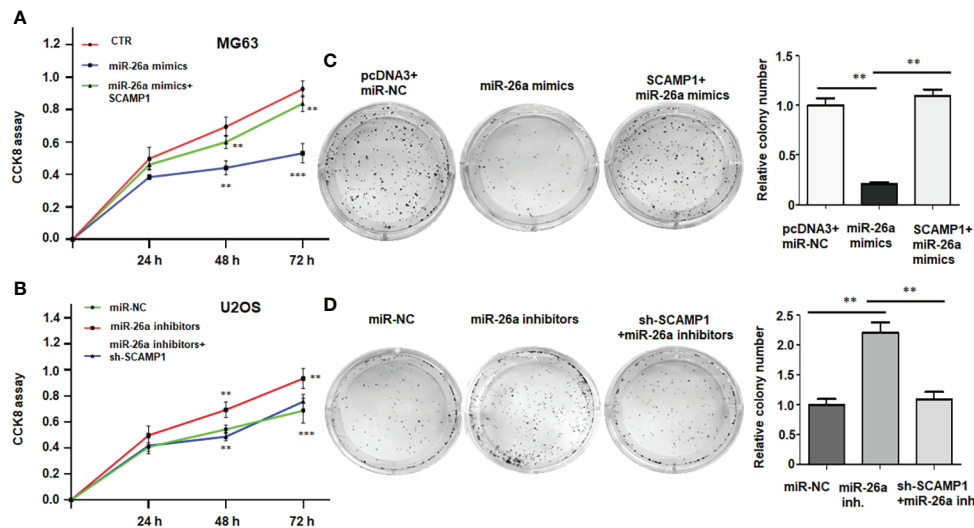 A
MG63
CTR
miR-26a mimics
miR-26a mimics+
SCAMP1
CCK8 assay
1.2
1.0
0.8
0.6
0.4
0.2
0.0
**
**
**
***
24 h
48 h
72 h
C
pcDNA3+
miR-NC
miR-26a mimics
SCAMP1+
miR-26a mimics
Relative colony number
1.5
1.0
0.5
0.0
**
**
pcDNA3+
miR-NC
miR-26a
mimics
SCAMP1+
miR-26a
mimics
B
U2OS
miR-NC
miR-26a inhibitors
miR-26a inhibitors+
sh-SCAMP1
CCK8 assay
1.4
1.2
1.0
0.8
0.6
0.4
0.2
0.0
**
**
**
***
24 h
48 h
72 h
D
miR-NC
miR-26a inhibitors
sh-SCAMP1
+miR-26a inhibitors
Relative colony number
2.5
2.0
1.0
0.5
0.0
**
**
miR-NC
miR-26a
inh.
sh-SCAMP1
+miR-26a inh